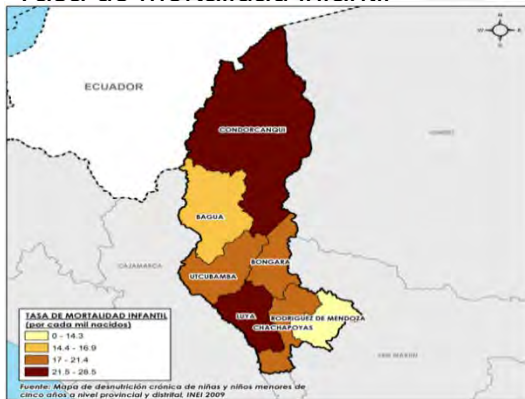 ECUADOR
CONDORCANQUI
BAGUA
CAJAMARCA
UTCUBAMBA
BONGARA
LUYA
RODRIGUEZ DE MENDOZA
CHACHAPOYAS
SAN MARTIN
TASA DE MORTALIDAD INFANTIL
(por cada mil nacidos)
0 - 14.3
14.4 - 16.9
17 - 21.4
21.5 - 28.5
Fuente: Mapa de desnutrición crónica de niñas y niños menores de
cinco años a nivel provincial y distrital, INEI 2009